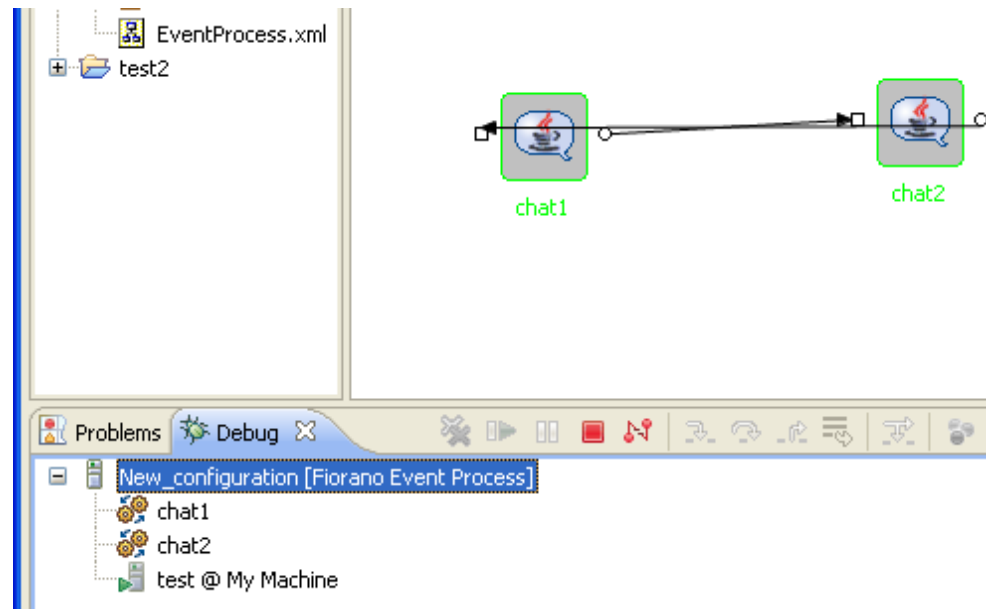 EventProcess.xml
test2
chat1
chat2
Problems
Debug
New_configuration [Fiorano Event Process]
chat1
chat2
test @ My Machine